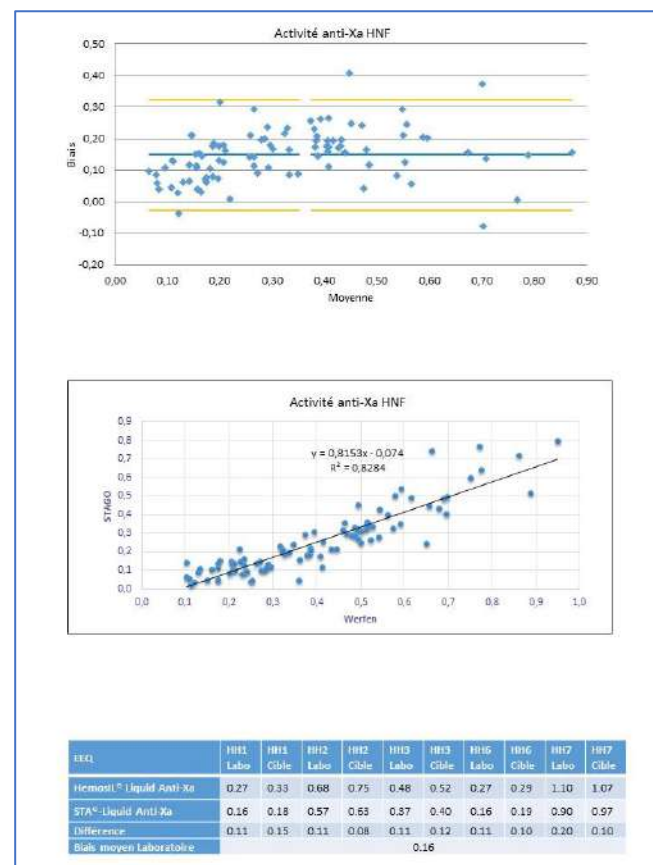 Activité anti-Xa HNF
Biais
0,50
0,40
0,30
0,20
0,10
0,00
-0,10
-0,20
0,00 0,10 0,20 0,30 0,40 0,50 0,60 0,70 0,80 0,90
Moyenne
Activité anti-Xa HNF
y = 0,8153x - 0,074
R² = 0,8284
STAGO
0,9
0,8
0,7
0,6
0,5
0,4
0,3
0,2
0,1
0,0
0,0 0,1 0,2 0,3 0,4 0,5 0,6 0,7 0,8 0,9 1,0
Werfen
EEQ HH1 Labo HH1 Cible HH2 Labo HH2 Cible HH3 Labo HH3 Cible HH6 Labo HH6 Cible HH7 Labo HH7 Cible
HemosIL® Liquid Anti-Xa 0.27 0.33 0.68 0.75 0.48 0.52 0.27 0.29 1.10 1.07
STA®-Liquid Anti-Xa 0.16 0.18 0.57 0.63 0.37 0.40 0.16 0.19 0.90 0.97
Différence 0.11 0.15 0.11 0.08 0.11 0.12 0.11 0.10 0.20 0.10
Biais moyen Laboratoire 0.16